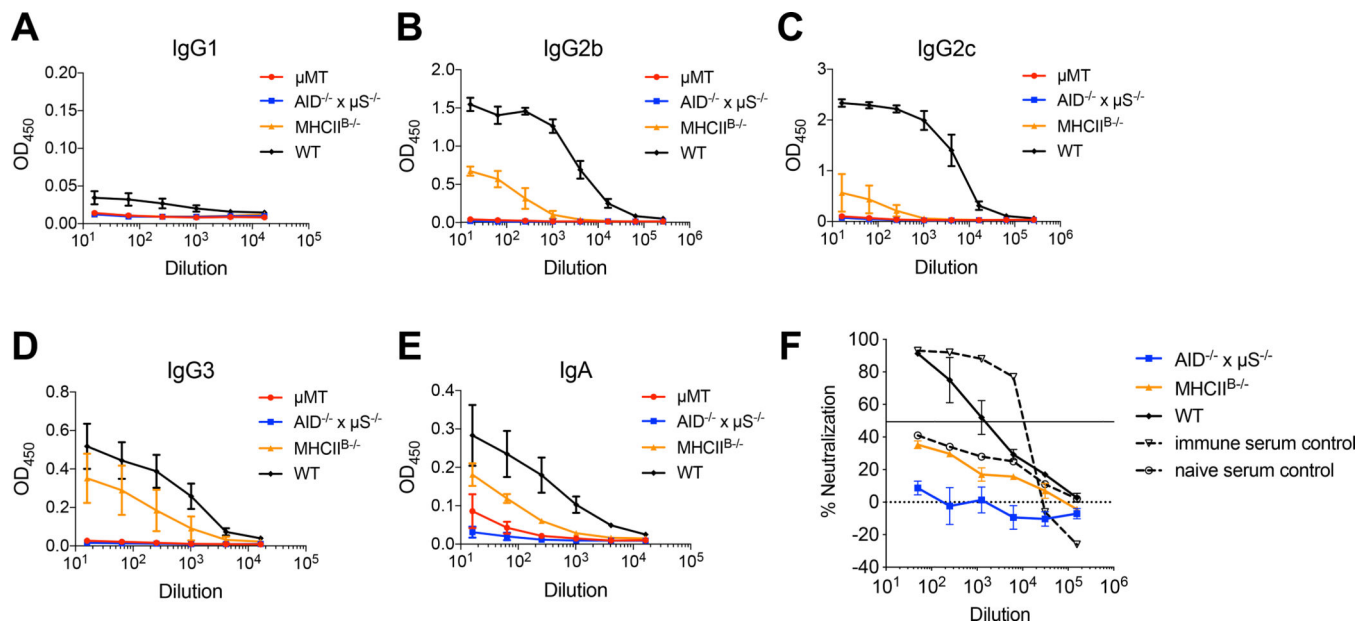 A
IgG1
0.20
0.15
0.10
0.05
0.00
OD450
10¹ 10² 10³ 10⁴ 10⁵
Dilution
µMT
AID-/- x µS-/-
MHCIIB-/-
WT
B
IgG2b
2.0
1.5
1.0
0.5
0.0
OD450
10¹ 10² 10³ 10⁴ 10⁵ 10⁶
Dilution
µMT
AID-/- x µS-/-
MHCIIB-/-
WT
C
IgG2c
3
2
1
0
OD450
10¹ 10² 10³ 10⁴ 10⁵ 10⁶
Dilution
µMT
AID-/- x µS-/-
MHCIIB-/-
WT
D
IgG3
0.8
0.6
0.4
0.2
0.0
OD450
10¹ 10² 10³ 10⁴ 10⁵
Dilution
µMT
AID-/- x µS-/-
MHCIIB-/-
WT
E
IgA
0.4
0.3
0.2
0.1
0.0
OD450
10¹ 10² 10³ 10⁴ 10⁵
Dilution
µMT
AID-/- x µS-/-
MHCIIB-/-
WT
F
100
80
60
40
20
0
-20
-40
% Neutralization
10¹ 10² 10³ 10⁴ 10⁵ 10⁶
Dilution
AID-/- x µS-/-
MHCIIB-/-
WT
immune serum control
naive serum control